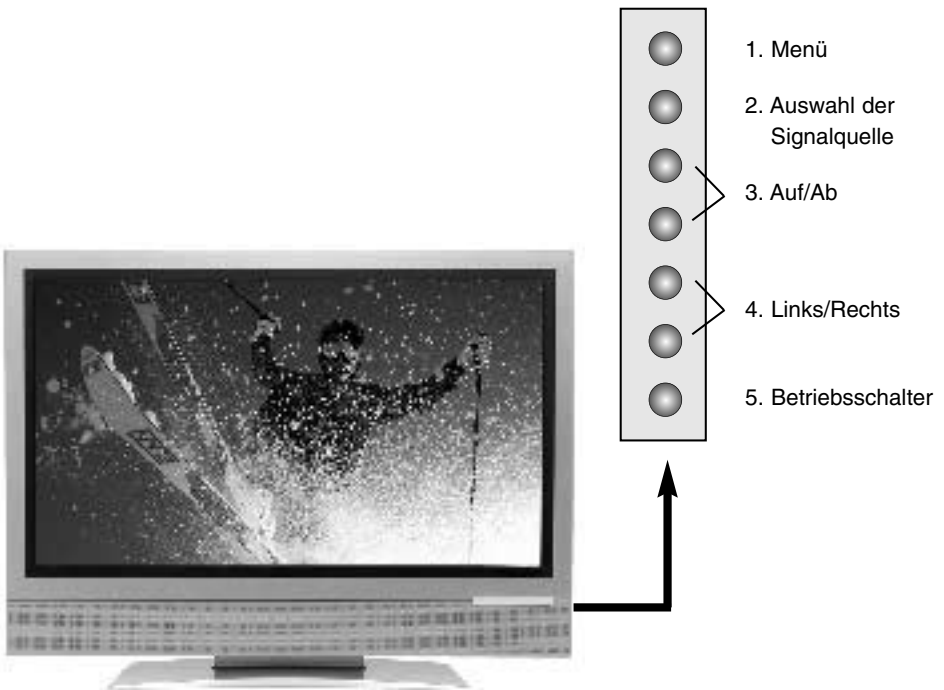 1. Menü
2. Auswahl der
Signalquelle
3. Auf/Ab
4. Links/Rechts
5. Betriebsschalter